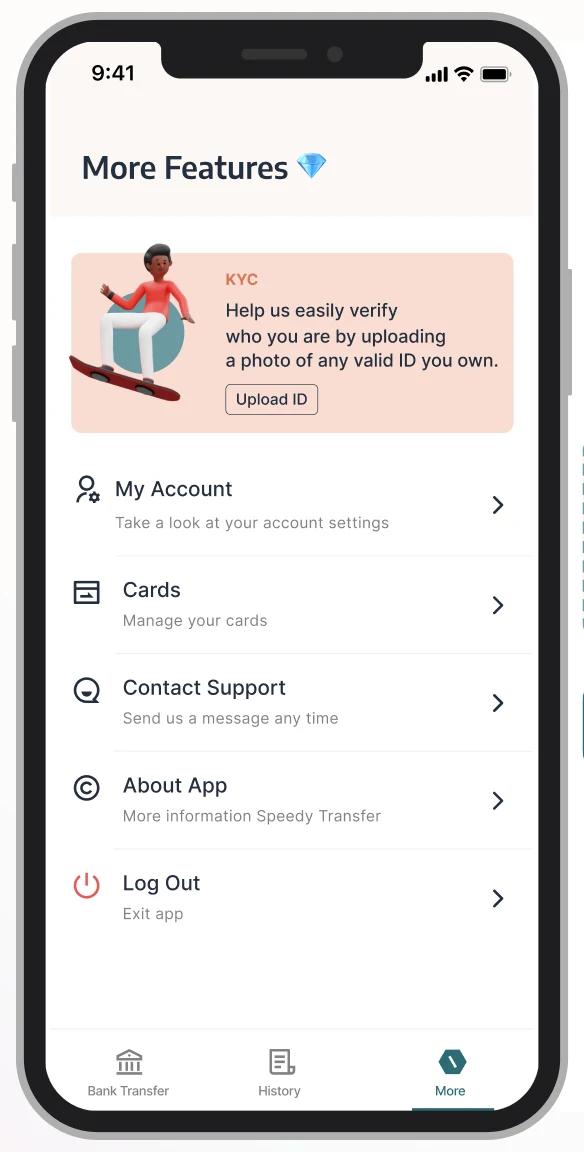 9:41
More Features
KYC
Help us easily verify
who you are by uploading
a photo of any valid ID you own.
Upload ID
My Account
Take a look at your account settings
Cards
Manage your cards
Contact Support
Send us a message any time
About App
More information Speedy Transfer
Log Out
Exit app
Bank Transfer
History
More